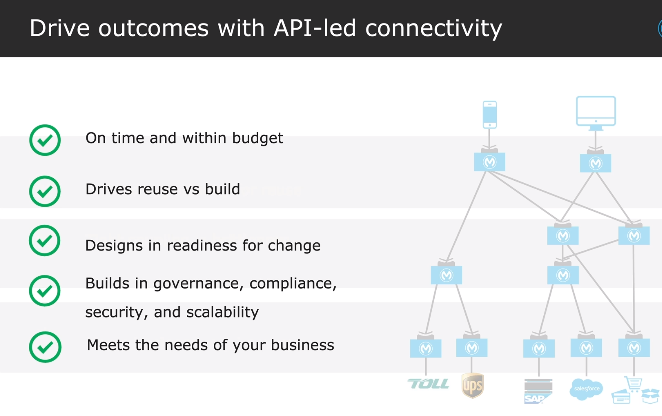 Drive outcomes with API-led connectivity
On time and within budget
Drives reuse vs build
Designs in readiness for change
Builds in governance, compliance,
security, and scalability
Meets the needs of your business
TOLL
ups
SAP
salesforce